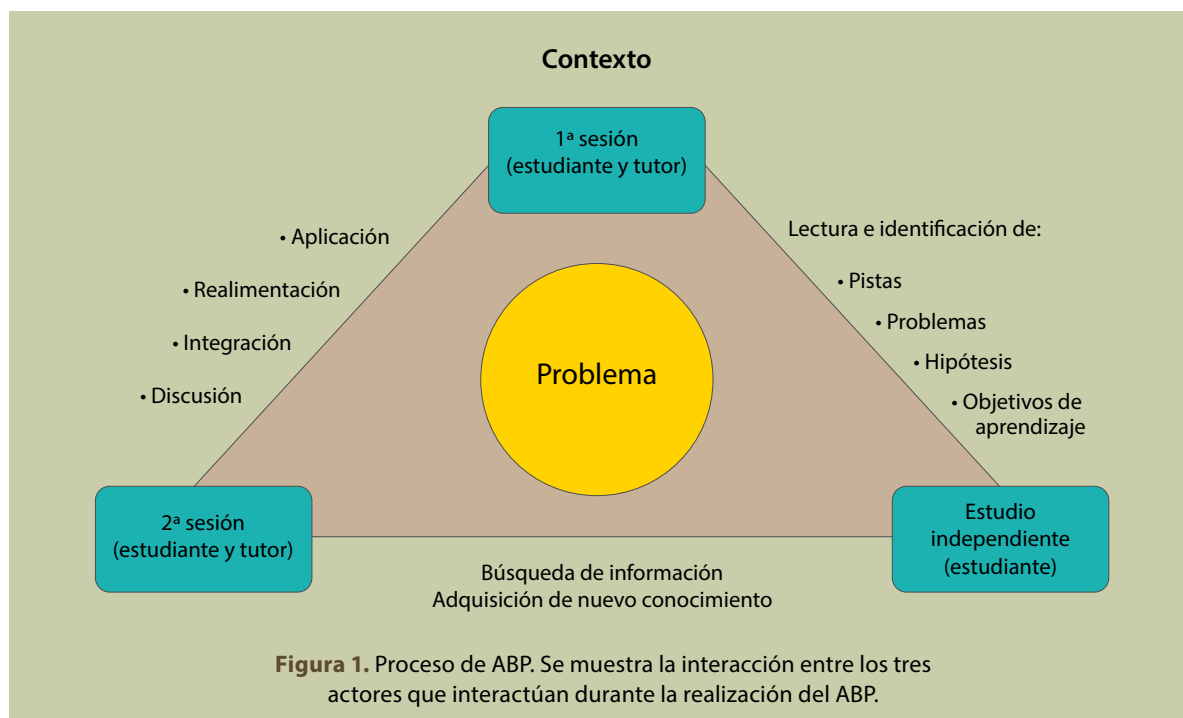 Contexto
1ª sesión
(estudiante y tutor)
Lectura e identificación de:
• Pistas
• Problemas
• Hipótesis
• Objetivos de
aprendizaje
• Aplicación
• Realimentación
• Integración
• Discusión
Problema
2ª sesión
(estudiante y tutor)
Estudio
independiente
(estudiante)
Búsqueda de información
Adquisición de nuevo conocimiento
Figura 1. Proceso de ABP. Se muestra la interacción entre los tres
actores que interactúan durante la realización del ABP.